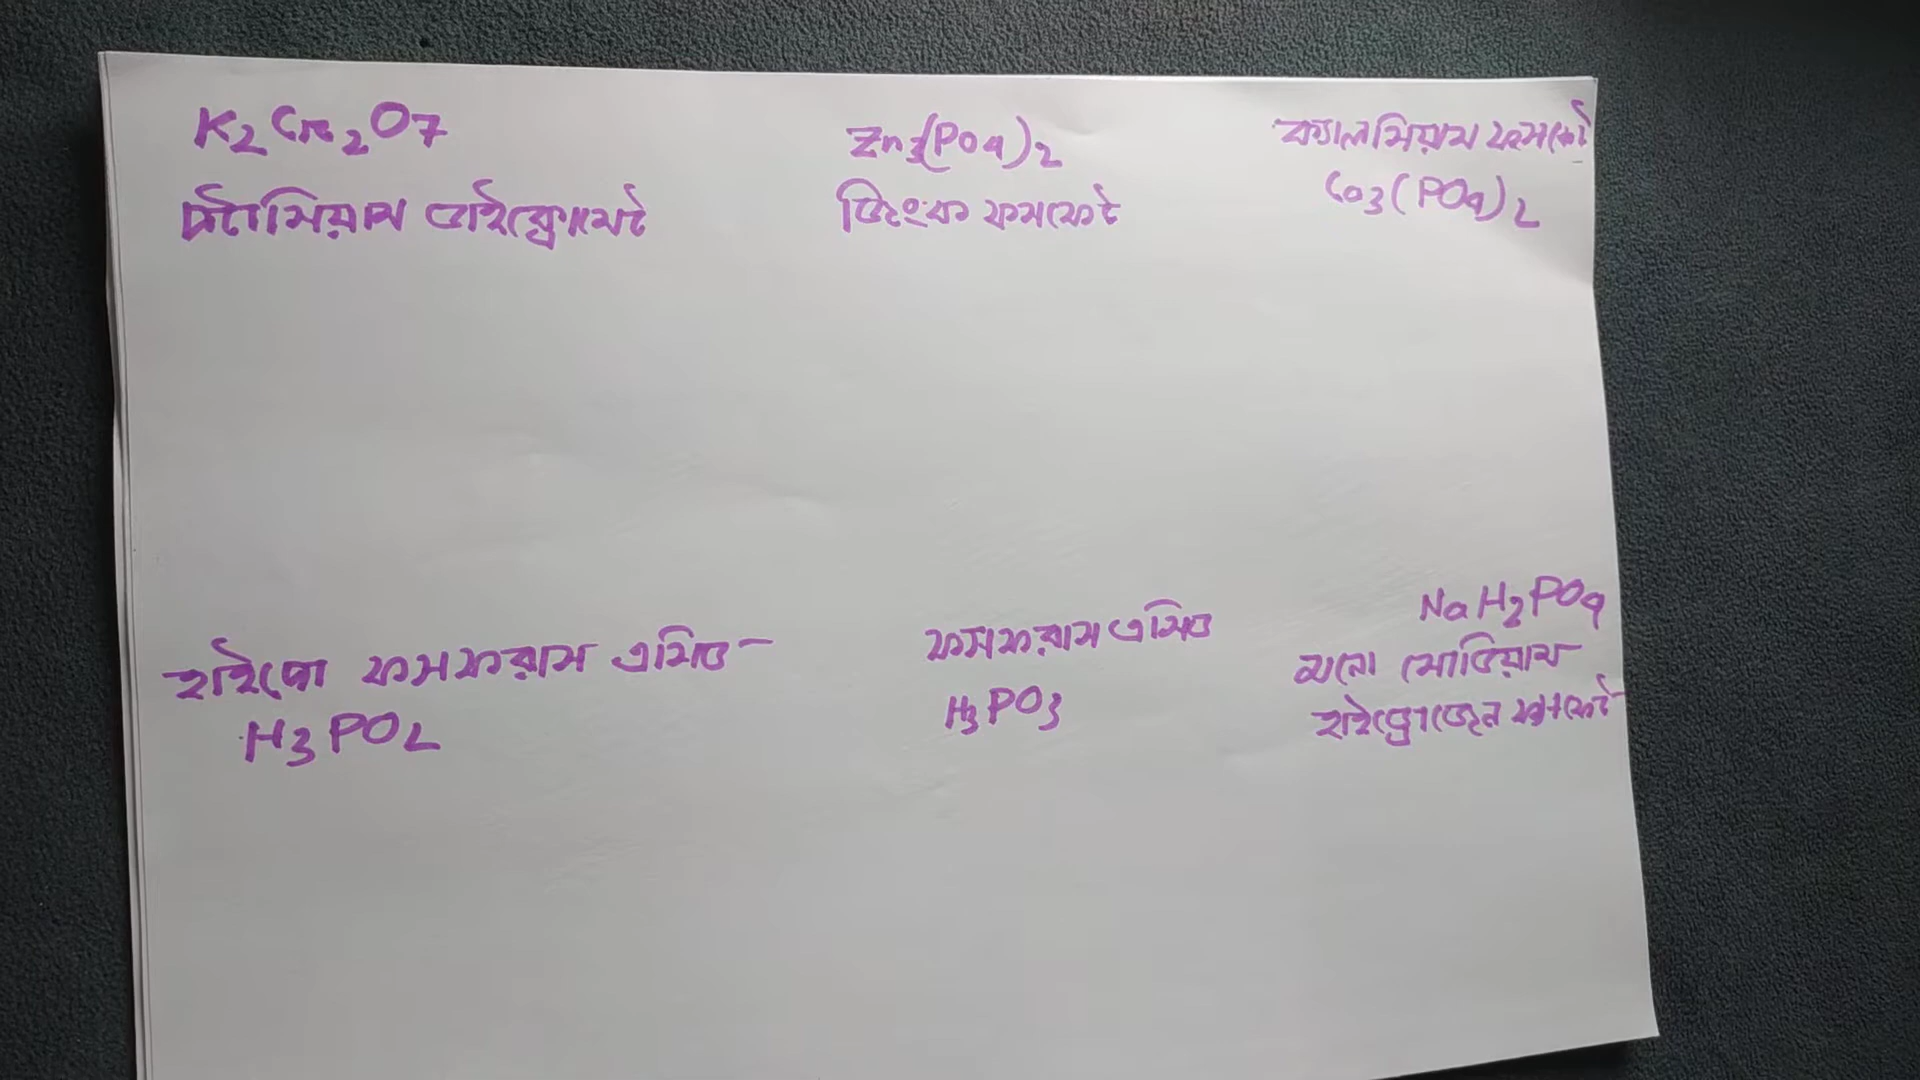 K2Cr2O7
পটাসিয়াম ডাইক্রোমেট
Zn3(PO4)2
জিংক ফসফেট
ক্যালসিয়াম ফসফেট
Ca3(PO4)2
হাইপো ফসফরাস এসিড
H3PO2
ফসফরাস এসিড
H3PO3
NaH2PO4
মনো সোডিয়াম
হাইড্রোজেন ফসফেট